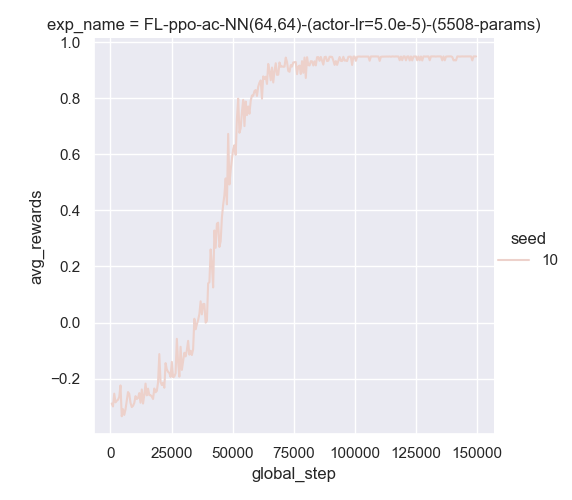 exp_name = FL-ppo-ac-NN(64,64)-(actor-lr=5.0e-5)-(5508-params)
1.0
0.8
0.6
0.4
0.2
0.0
−0.2
avg_rewards
seed
10
0 25000 50000 75000 100000 125000 150000
global_step